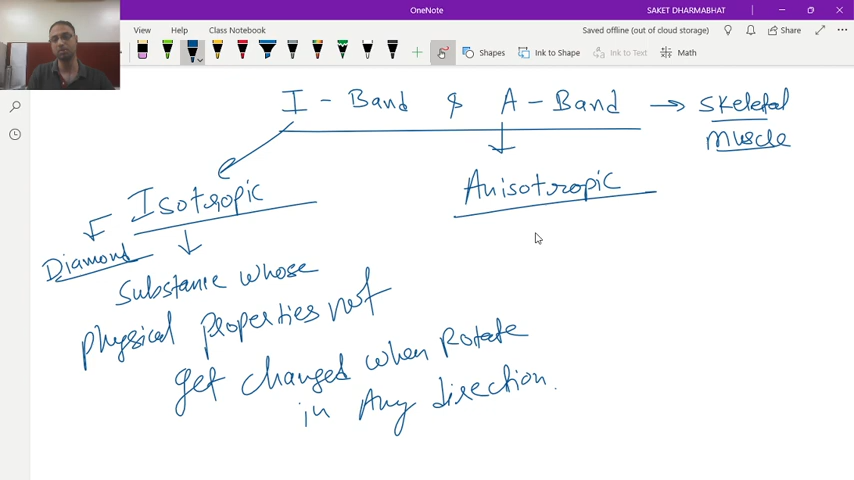 OneNote
SAKET DHARMABHAT
View Help Class Notebook
Saved offline (out of cloud storage)
Share
Shapes
Ink to Shape
Ink to Text
Math
I - Band & A - Band → Skeletal
muscle
Isotropic
Anisotropic
Diamond
Substance whose
physical properties not
get changed when Rotate
in Any direction.